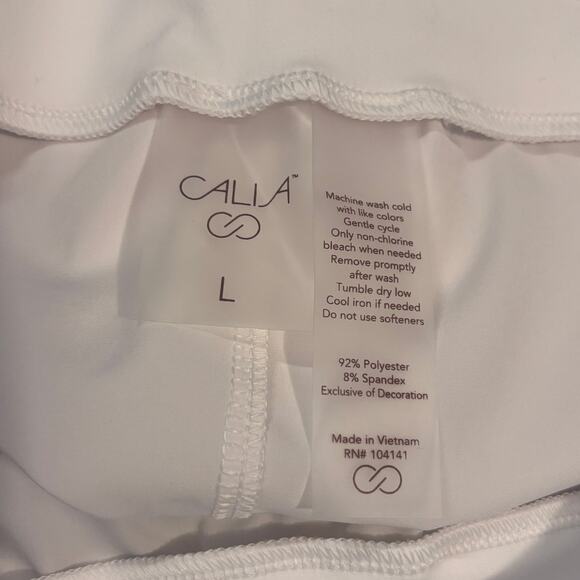 CALIA™
L
Machine wash cold
with like colors
Gentle cycle
Only non-chlorine
bleach when needed
Remove promptly
after wash
Tumble dry low
Cool iron if needed
Do not use softeners
92% Polyester
8% Spandex
Exclusive of Decoration
Made in Vietnam
RN# 104141